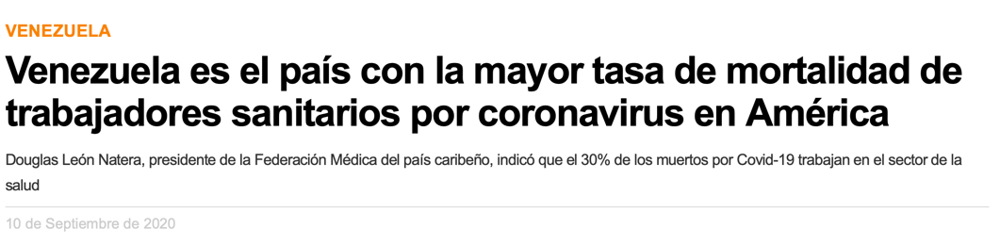 VENEZUELA
Venezuela es el país con la mayor tasa de mortalidad de
trabajadores sanitarios por coronavirus en América
Douglas León Natera, presidente de la Federación Médica del país caribeño, indicó que el 30% de los muertos por Covid-19 trabajan en el sector de la
salud
10 de Septiembre de 2020